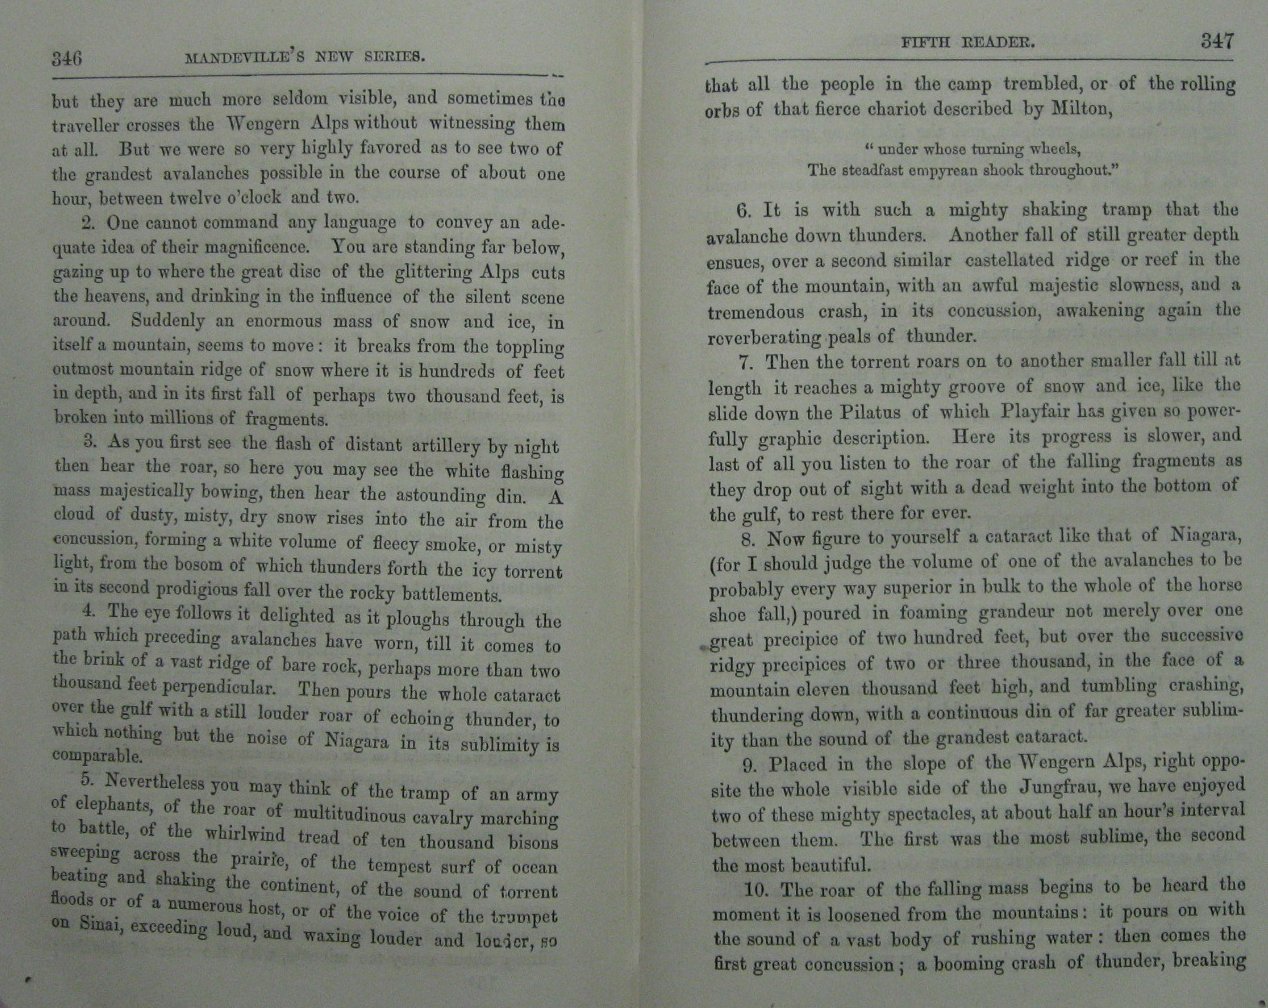 346
MANDEVILLE'S NEW SERIES.
but they are much more seldom visible, and sometimes the
traveller crosses the Wengern Alps without witnessing them
at all. But we were so very highly favored as to see two of
the grandest avalanches possible in the course of about one
hour, between twelve o'clock and two.
2. One cannot command any language to convey an ade-
quate idea of their magnificence. You are standing far below,
gazing up to where the great disc of the glittering Alps cuts
the heavens, and drinking in the influence of the silent scene
around. Suddenly an enormous mass of snow and ice, in
itself a mountain, seems to move: it breaks from the toppling
outmost mountain ridge of snow where it is hundreds of feet
in depth, and in its first fall of perhaps two thousand feet, is
broken into millions of fragments.
3. As you first see the flash of distant artillery by night
then hear the roar, so here you may see the white flashing
mass majestically bowing, then hear the astounding din. A
cloud of dusty, misty, dry snow rises into the air from the
concussion, forming a white volume of fleecy smoke, or misty
light, from the bosom of which thunders forth the icy torrent
in its second prodigious fall over the rocky battlements.
4. The eye follows it delighted as it ploughs through the
path which preceding avalanches have worn, till it comes to
the brink of a vast ridge of bare rock, perhaps more than two
thousand feet perpendicular. Then pours the whole cataract
over the gulf with a still louder roar of echoing thunder, to
which nothing but the noise of Niagara in its sublimity is
comparable.
5. Nevertheless you may think of the tramp of an army
of elephants, of the roar of multitudinous cavalry marching
to battle, of the whirlwind tread of ten thousand bisons
sweeping across the prairie, of the tempest surf of ocean
beating and shaking the continent, of the sound of torrent
floods or of a numerous host, or of the voice of the trumpet
on Sinai, exceeding loud, and waxing louder and louder, so
FIFTH READER.
347
that all the people in the camp trembled, or of the rolling
orbs of that fierce chariot described by Milton,
" under whose turning wheels,
The steadfast empyrean shook throughout."
6. It is with such a mighty shaking tramp that the
avalanche down thunders. Another fall of still greater depth
ensues, over a second similar castellated ridge or reef in the
face of the mountain, with an awful majestic slowness, and a
tremendous crash, in its concussion, awakening again the
reverberating peals of thunder.
7. Then the torrent roars on to another smaller fall till at
length it reaches a mighty groove of snow and ice, like the
slide down the Pilatus of which Playfair has given so power-
fully graphic description. Here its progress is slower, and
last of all you listen to the roar of the falling fragments as
they drop out of sight with a dead weight into the bottom of
the gulf, to rest there for ever.
8. Now figure to yourself a cataract like that of Niagara,
(for I should judge the volume of one of the avalanches to be
probably every way superior in bulk to the whole of the horse
shoe fall,) poured in foaming grandeur not merely over one
great precipice of two hundred feet, but over the successive
ridgy precipices of two or three thousand, in the face of a
mountain eleven thousand feet high, and tumbling crashing,
thundering down, with a continuous din of far greater sublim-
ity than the sound of the grandest cataract.
9. Placed in the slope of the Wengern Alps, right oppo-
site the whole visible side of the Jungfrau, we have enjoyed
two of these mighty spectacles, at about half an hour's interval
between them. The first was the most sublime, the second
the most beautiful.
10. The roar of the falling mass begins to be heard the
moment it is loosened from the mountains: it pours on with
the sound of a vast body of rushing water: then comes the
first great concussion; a booming crash of thunder, breaking